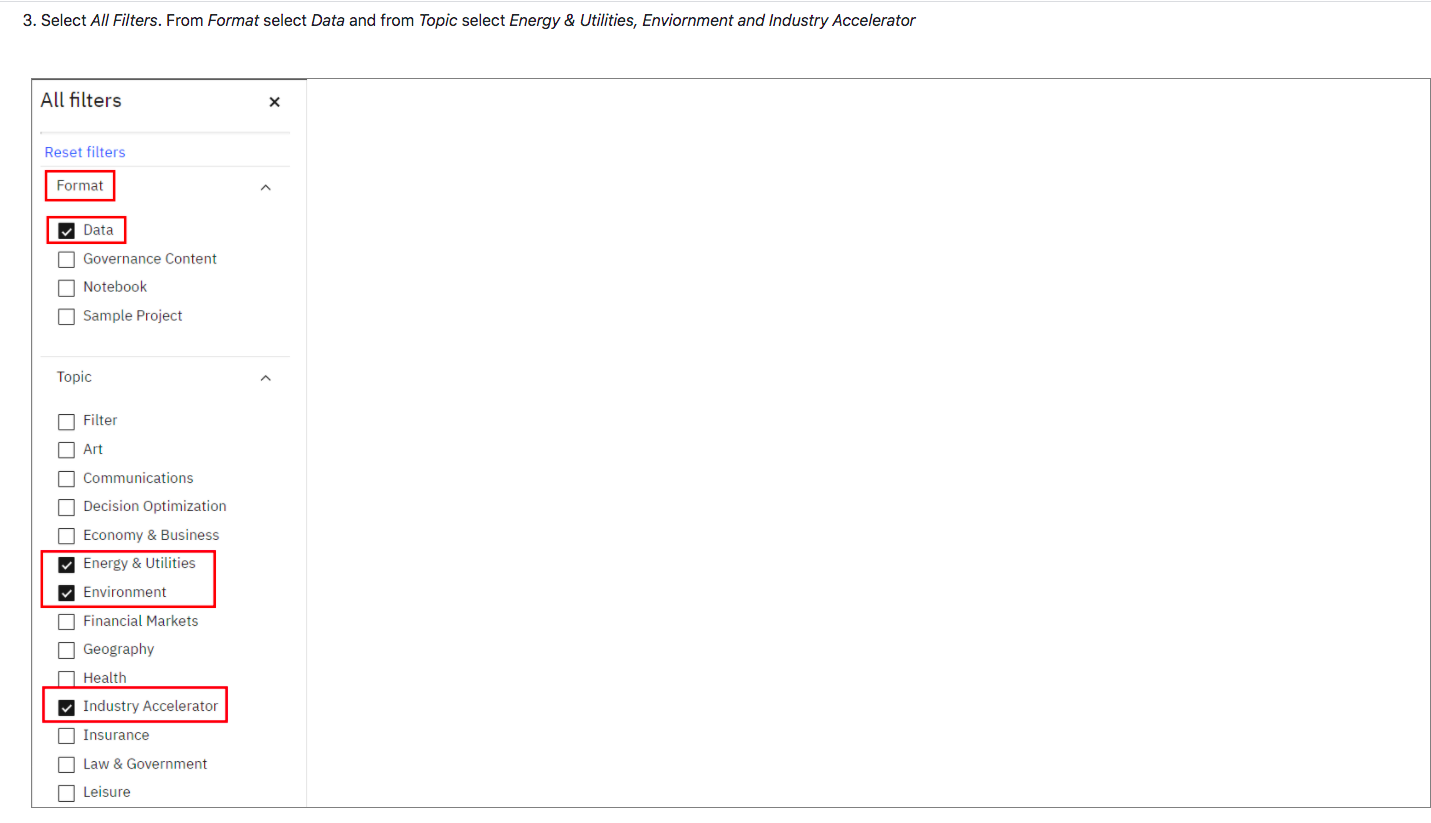 3. Select All Filters. From Format select Data and from Topic select Energy & Utilities, Enviornment and Industry Accelerator
All filters
Reset filters
Format
Data
Governance Content
Notebook
Sample Project
Topic
Filter
Art
Communications
Decision Optimization
Economy & Business
Energy & Utilities
Environment
Financial Markets
Geography
Health
Industry Accelerator
Insurance
Law & Government
Leisure